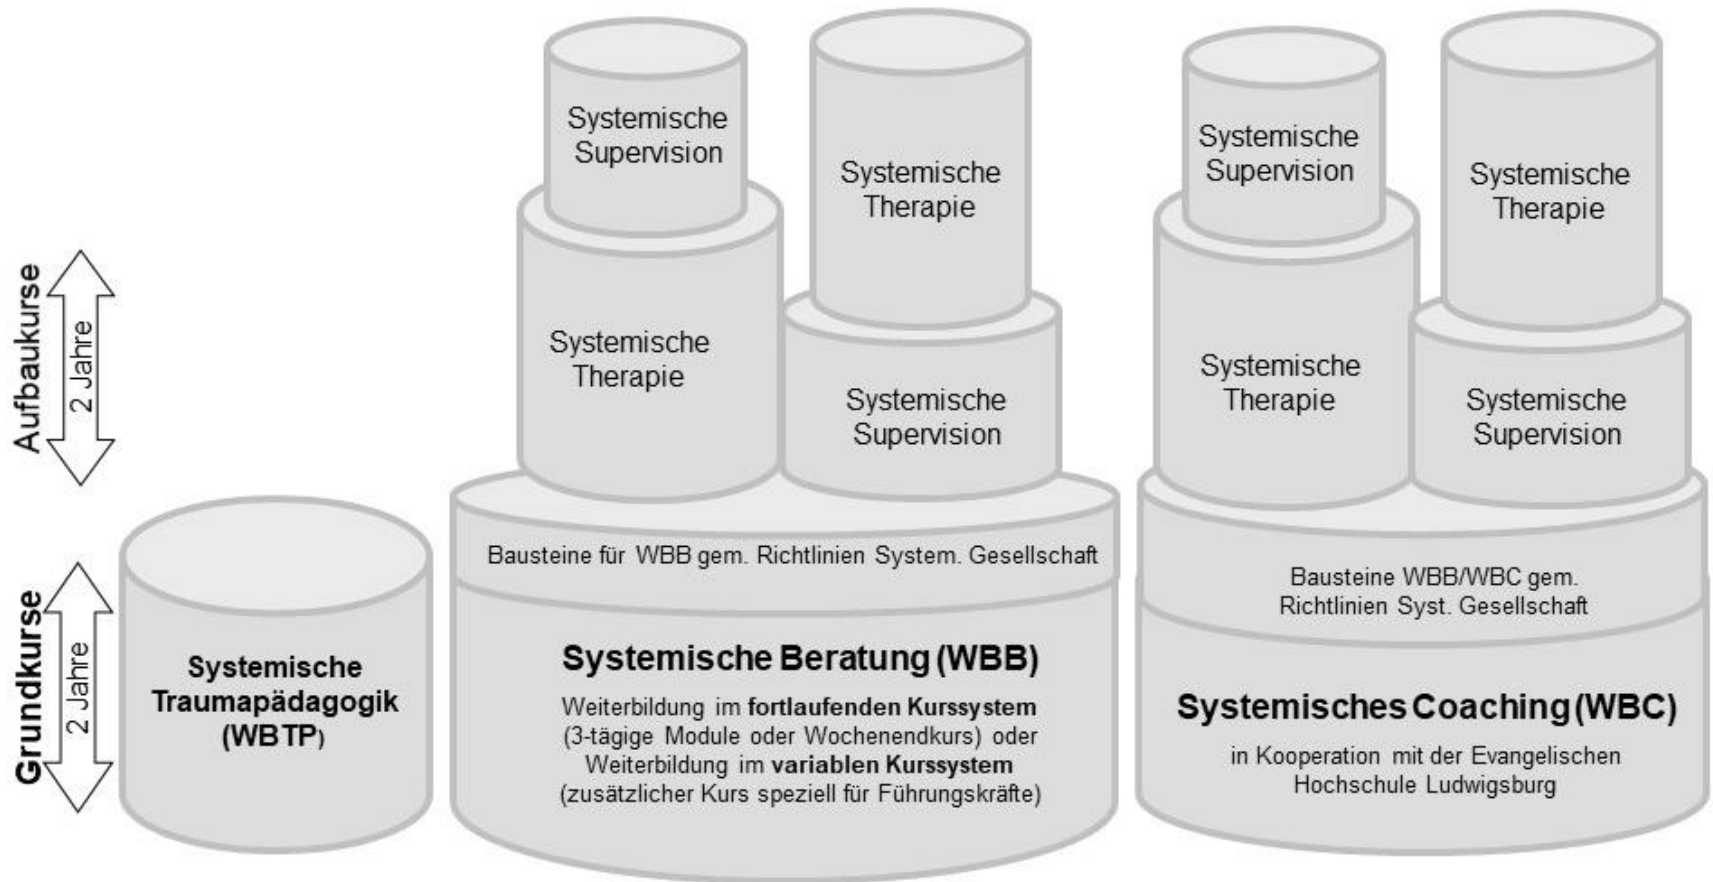 Systemische
Supervision
Systemische
Therapie
Systemische
Supervision
Systemische
Therapie
Aufbaukurse
2 Jahre
Systemische
Therapie
Systemische
Supervision
Systemische
Therapie
Systemische
Supervision
Grundkurse
2 Jahre
Systemische
Traumapädagogik
(WBTP)
Bausteine für WBB gem. Richtlinien System. Gesellschaft
Systemische Beratung (WBB)
Weiterbildung im fortlaufenden Kurssystem
(3-tägige Module oder Wochenendkurs) oder
Weiterbildung im variablen Kurssystem
(zusätzlicher Kurs speziell für Führungskräfte)
Bausteine WBB/WBC gem.
Richtlinien Syst. Gesellschaft
Systemisches Coaching (WBC)
in Kooperation mit der Evangelischen
Hochschule Ludwigsburg